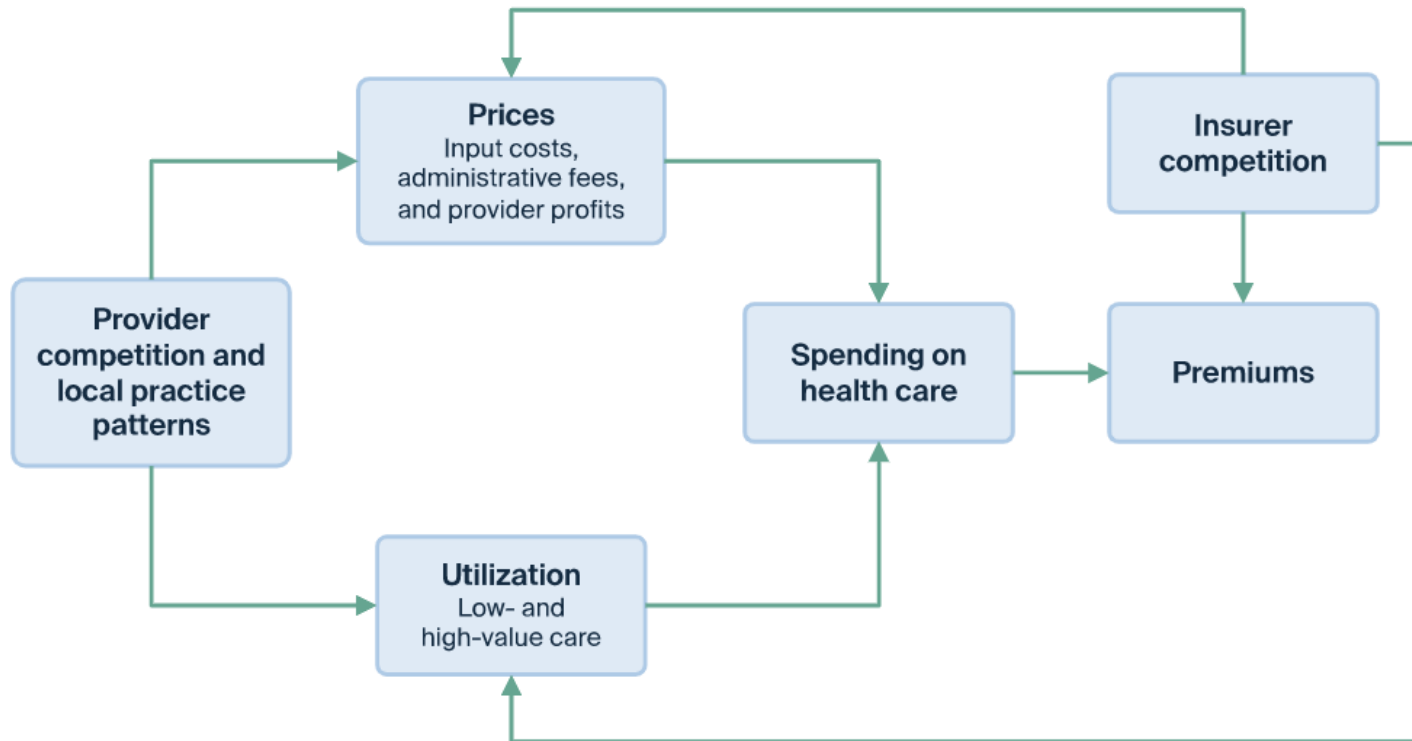 Prices
Input costs,
administrative fees,
and provider profits
Insurer
competition
Provider
competition and
local practice
patterns
Spending on
health care
Premiums
Utilization
Low- and
high-value care